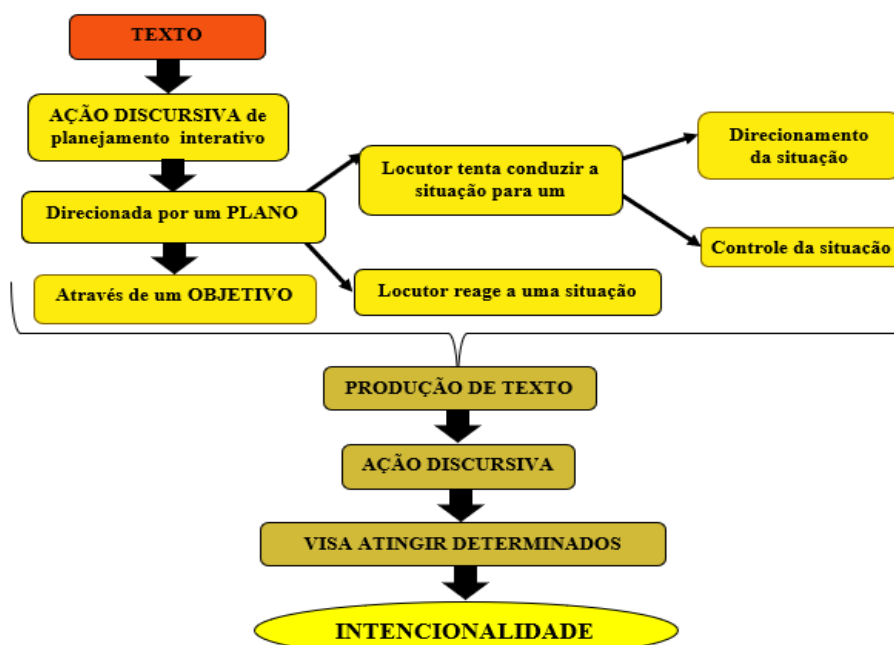 TEXTO
AÇÃO DISCURSIVA de
planejamento interativo
Direcionada por um PLANO
Através de um OBJETIVO
Locutor tenta conduzir a
situação para um
Locutor reage a uma situação
Direcionamento
da situação
Controle da situação
PRODUÇÃO DE TEXTO
AÇÃO DISCURSIVA
VISA ATINGIR DETERMINADOS
INTENCIONALIDADE